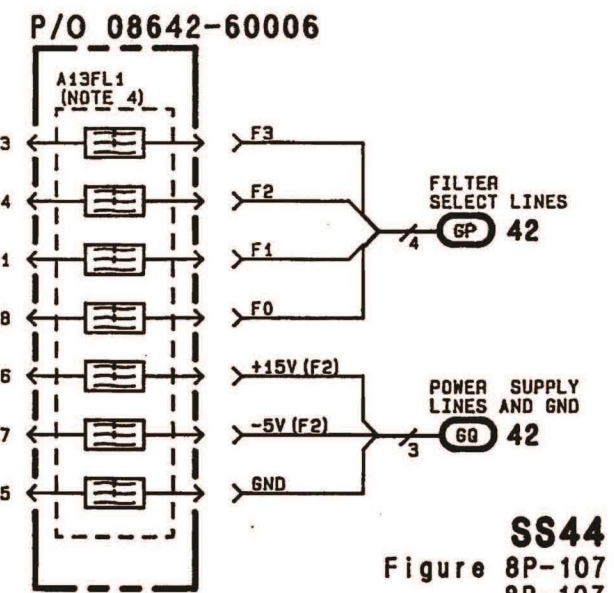 P/O 08642-60006
A13FL1
(NOTE 4)
3
F3
4
F2
FILTER
SELECT LINES
GP 42
4
1
F1
8
F0
6
+15V (F2)
POWER SUPPLY
LINES AND GND
7
-5V (F2)
GQ 42
3
5
GND
SS44
Figure 8P-107
8P-107